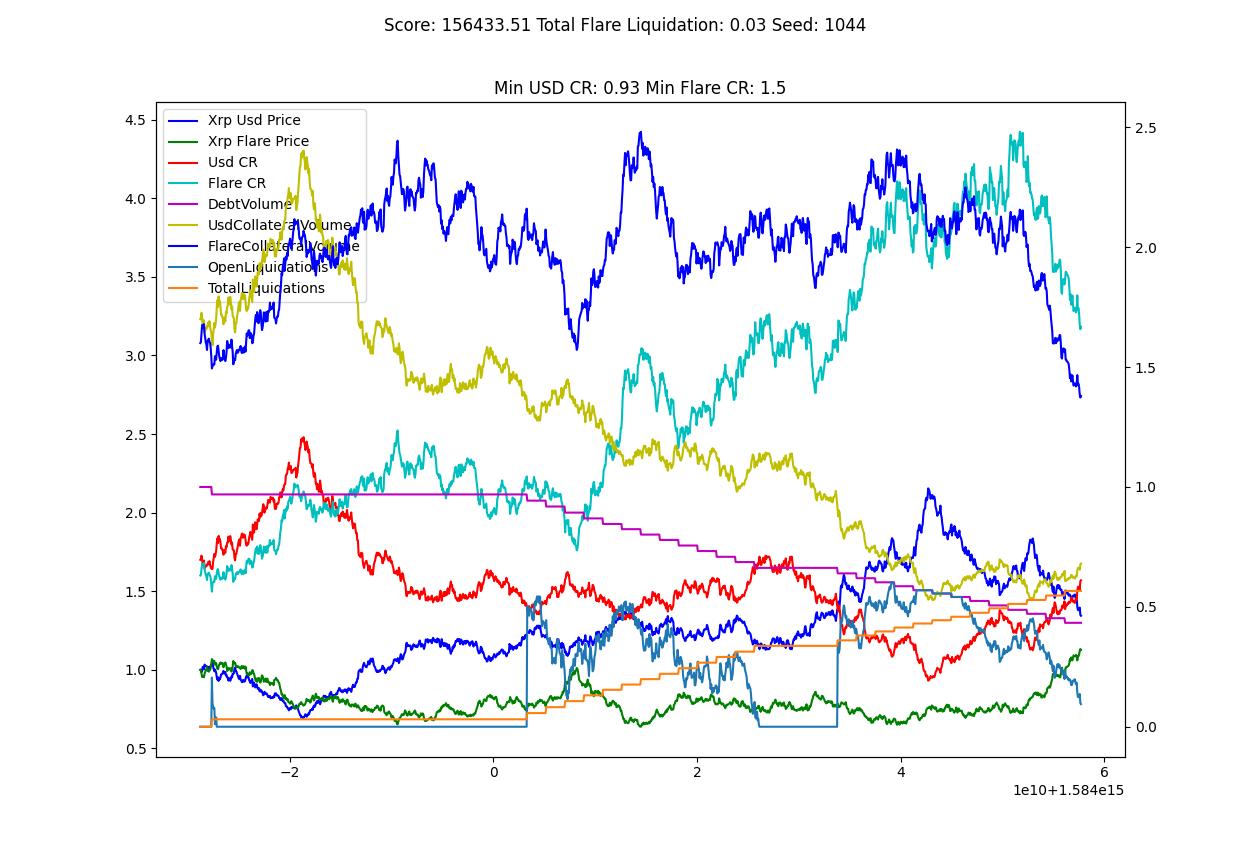 Score: 156433.51 Total Flare Liquidation: 0.03 Seed: 1044
Min USD CR: 0.93 Min Flare CR: 1.5
Xrp Usd Price
Xrp Flare Price
Usd CR
Flare CR
DebtVolume
UsdCollateralVolume
FlareCollateralVolume
OpenLiquidations
TotalLiquidations
4.5
4.0
3.5
3.0
2.5
2.0
1.5
1.0
0.5
2.5
2.0
1.5
1.0
0.5
0.0
−2
0
2
4
6
1e10+1.584e15